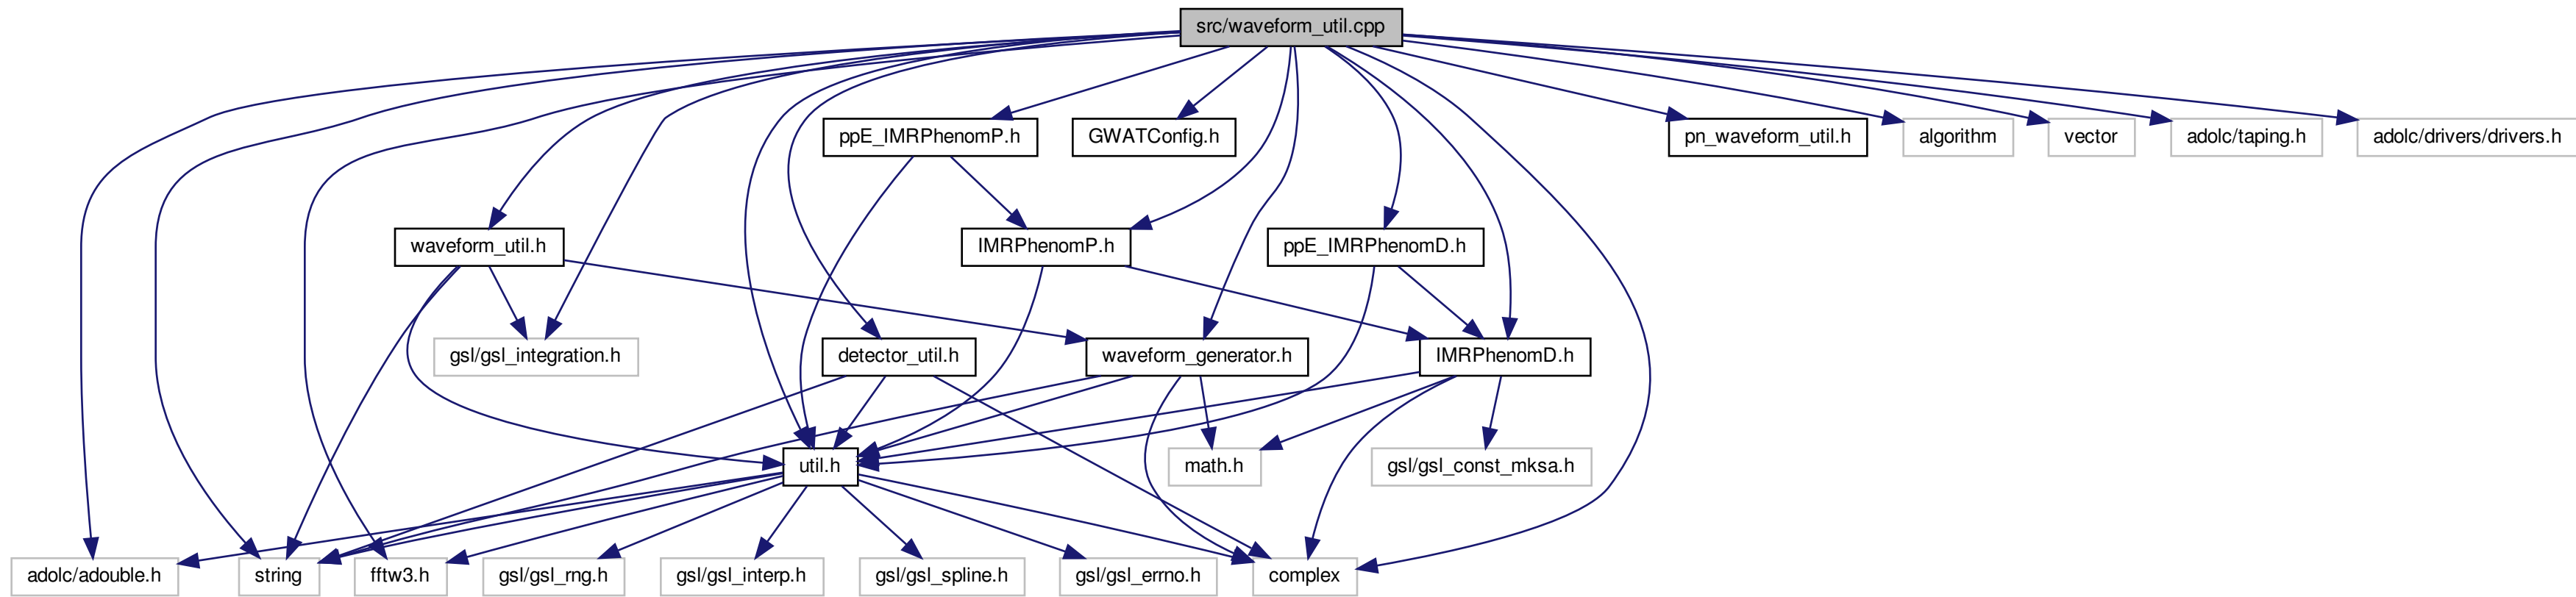 src/waveform_util.cpp
ppE_IMRPhenomP.h
GWATConfig.h
pn_waveform_util.h
algorithm
vector
adolc/taping.h
adolc/drivers/drivers.h
waveform_util.h
IMRPhenomP.h
ppE_IMRPhenomD.h
gsl/gsl_integration.h
detector_util.h
waveform_generator.h
IMRPhenomD.h
util.h
math.h
gsl/gsl_const_mksa.h
adolc/adouble.h
string
fftw3.h
gsl/gsl_rng.h
gsl/gsl_interp.h
gsl/gsl_spline.h
gsl/gsl_errno.h
complex